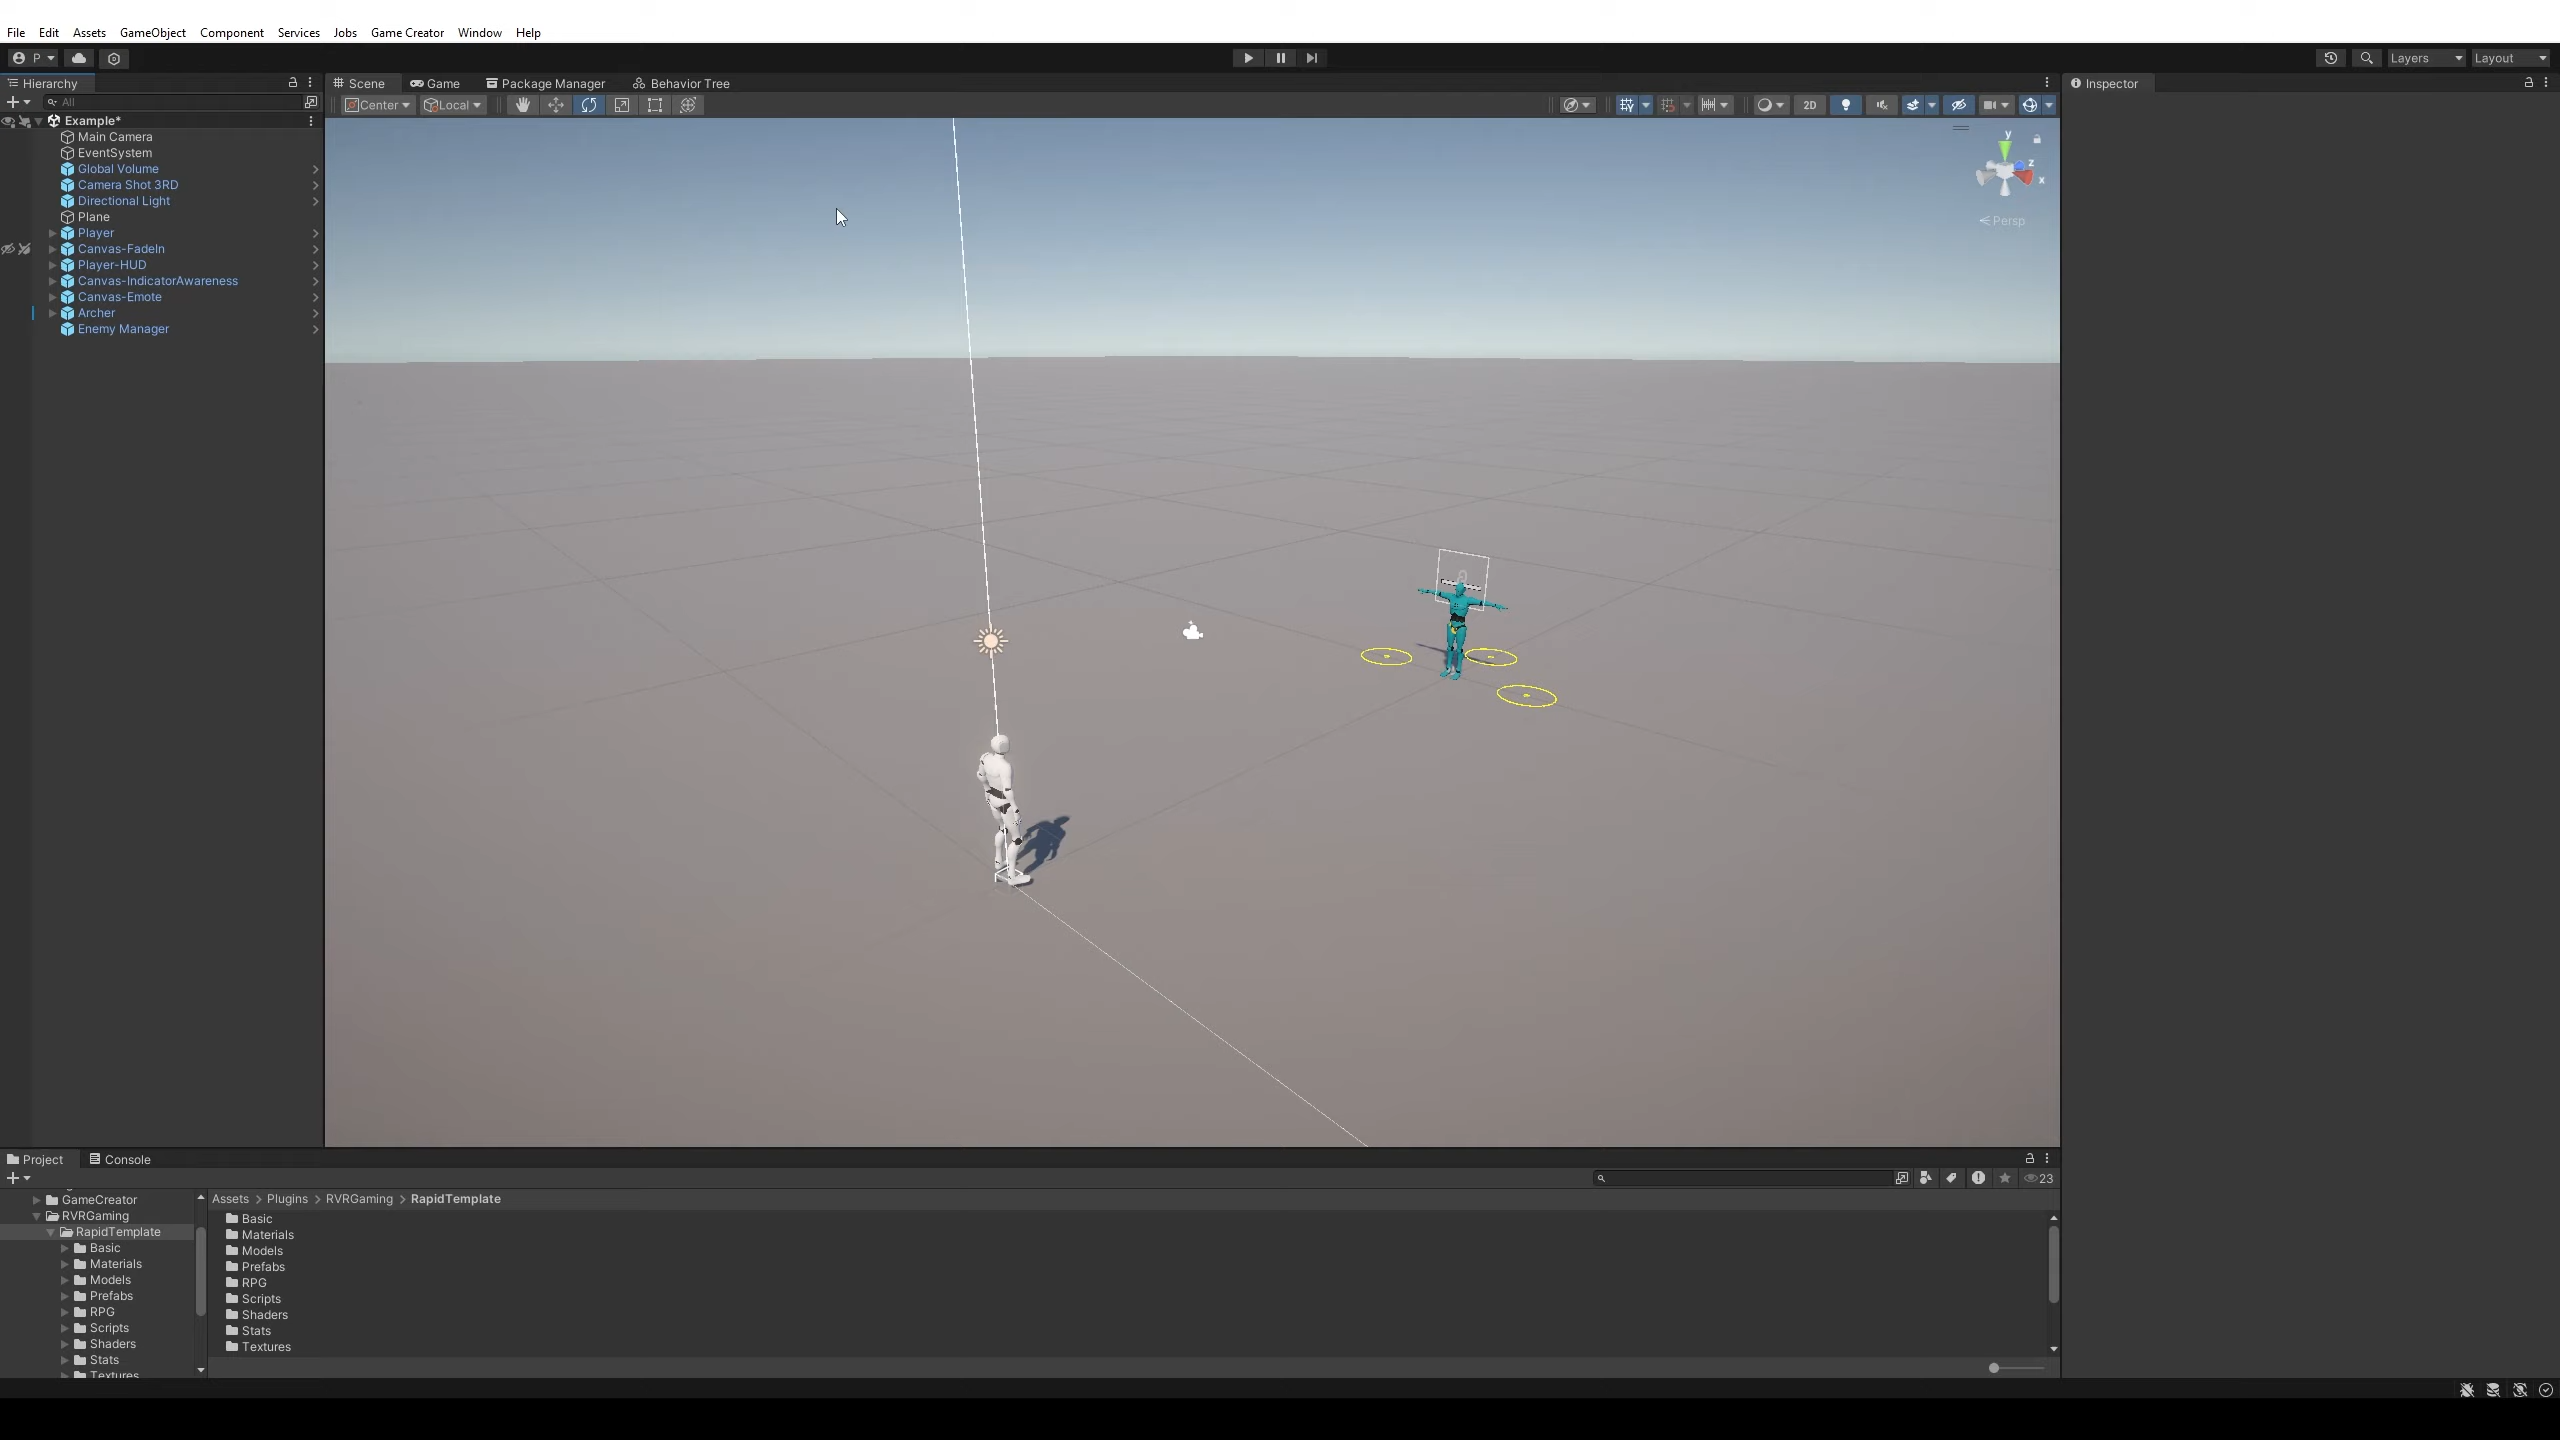 File Edit Assets GameObject Component Services Jobs Game Creator Window Help
P Layers Layout
Hierarchy Scene Game Package Manager Behavior Tree Inspector
All Center Local 2D
Example*
Main Camera
EventSystem
Global Volume
Camera Shot 3RD
Directional Light
Plane
Player
Canvas-FadeIn
Player-HUD
Canvas-IndicatorAwareness
Canvas-Emote
Archer
Enemy Manager
y
z
x
Persp
Project Console
23
GameCreator
RVRGaming
RapidTemplate
Basic
Materials
Models
Prefabs
RPG
Scripts
Shaders
Stats
Textures
Assets > Plugins > RVRGaming > RapidTemplate
Basic
Materials
Models
Prefabs
RPG
Scripts
Shaders
Stats
Textures